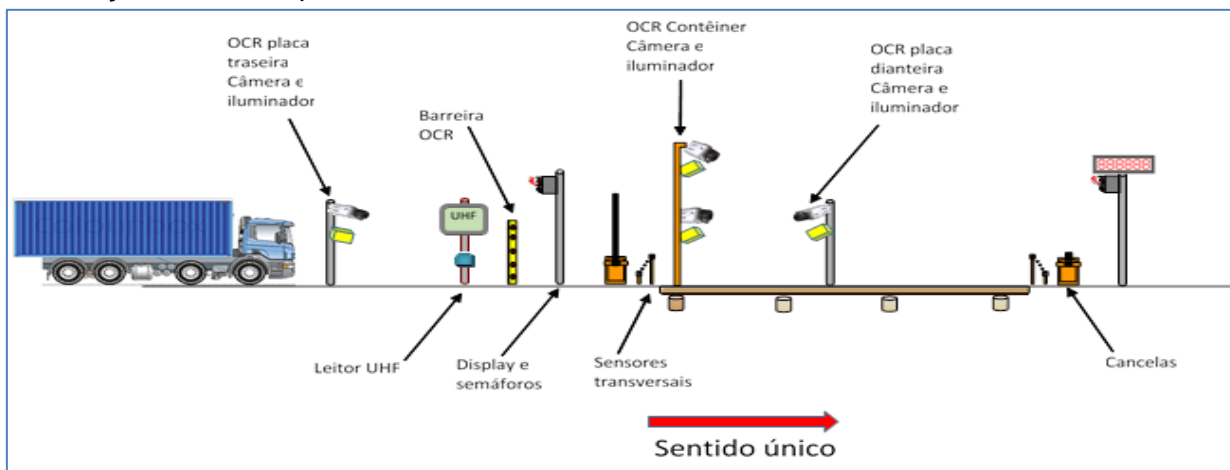 OCR placa
traseira
Câmera e
iluminador
Barreira
OCR
UHF
OCR Contêiner
Câmera e
iluminador
OCR placa
dianteira
Câmera e
iluminador
Leitor UHF
Display e
semáforos
Sensores
transversais
Cancelas
Sentido único